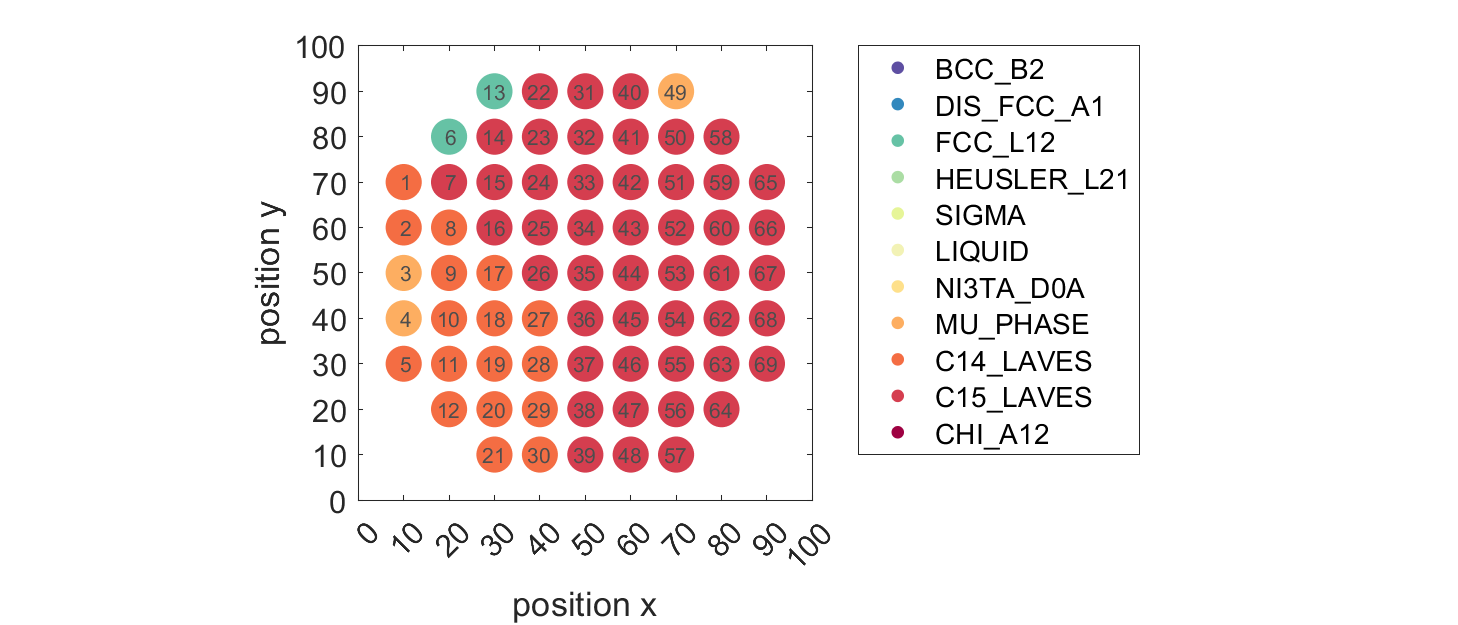 100
90
80
70
60
50
40
30
20
10
0
position y
13 22 31 40 49
6 14 23 32 41 50 58
1 7 15 24 33 42 51 59 65
2 8 16 25 34 43 52 60 66
3 9 17 26 35 44 53 61 67
4 10 18 27 36 45 54 62 68
5 11 19 28 37 46 55 63 69
12 20 29 38 47 56 64
21 30 39 48 57
0 10 20 30 40 50 60 70 80 90 100
position x
BCC_B2
DIS_FCC_A1
FCC_L12
HEUSLER_L21
SIGMA
LIQUID
NI3TA_D0A
MU_PHASE
C14_LAVES
C15_LAVES
CHI_A12